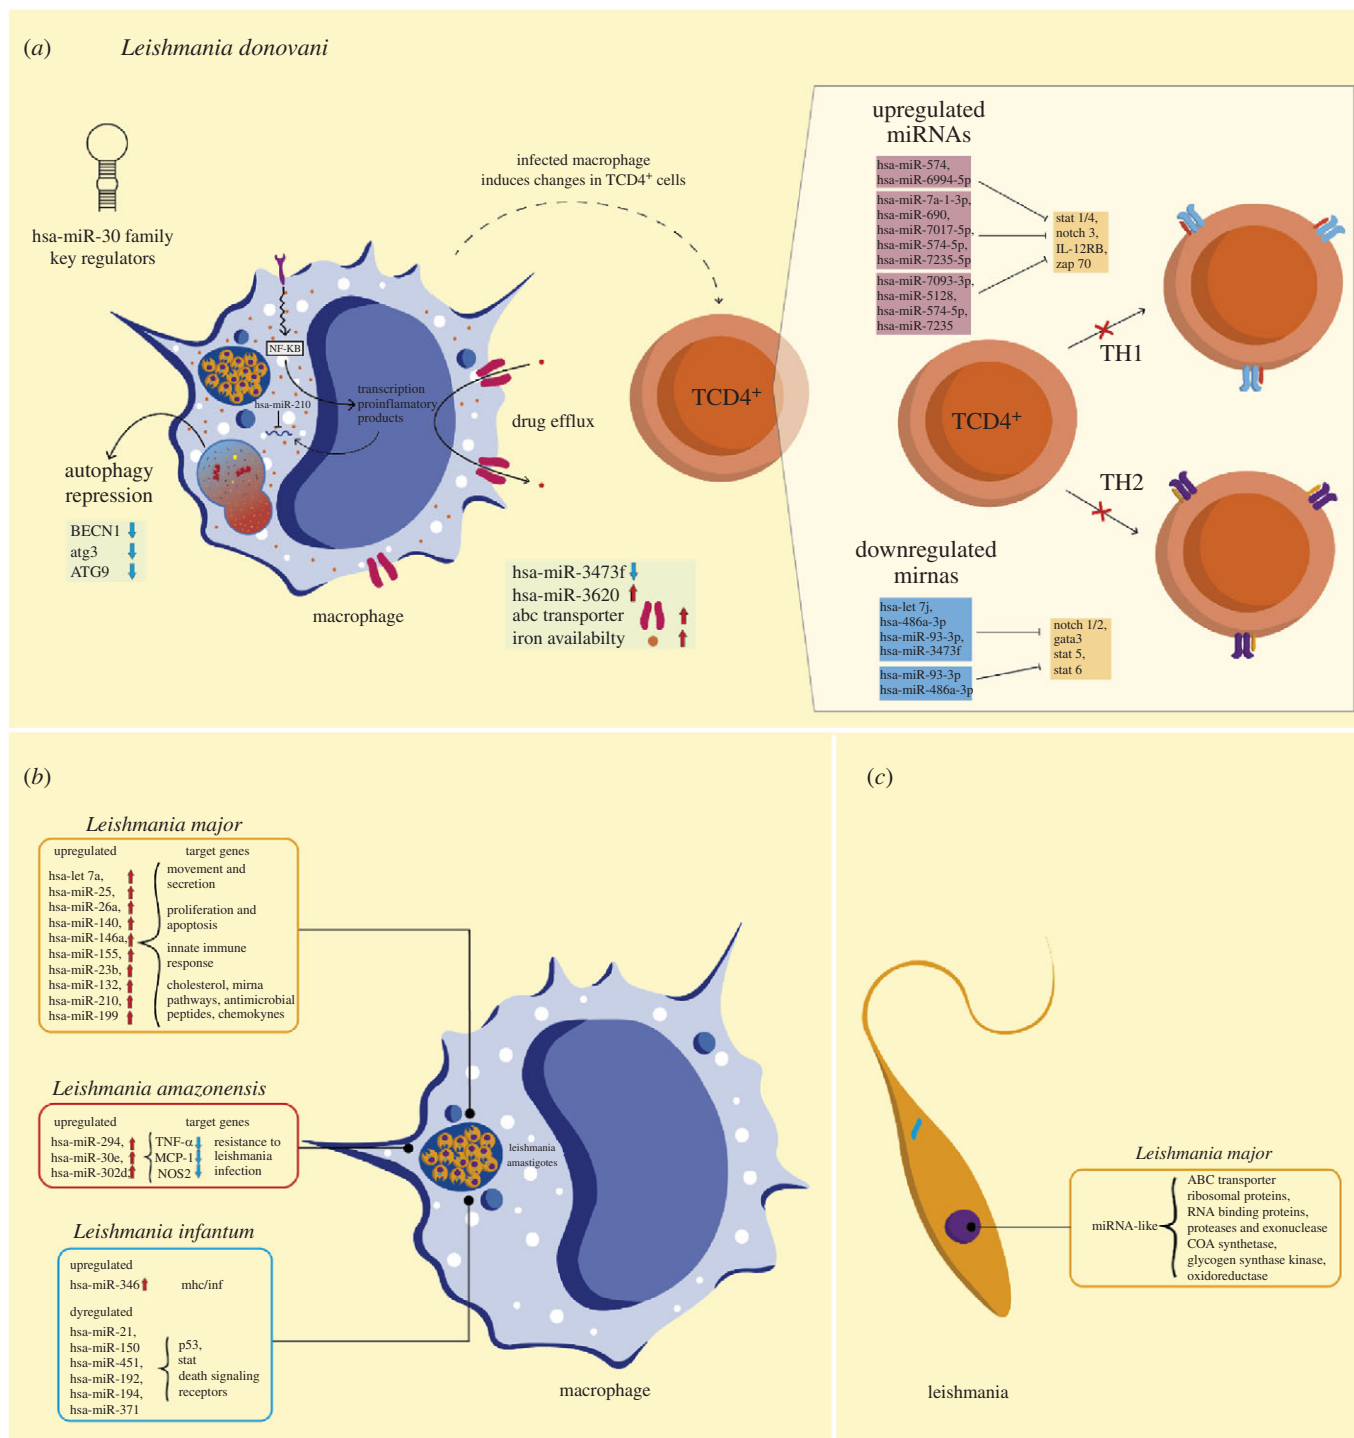 (a)
Leishmania donovani
hsa-miR-30 family
key regulators
infected macrophage
induces changes in TCD4⁺ cells
NF-KB
hsa-miR-210
transcription
proinflamatory
products
drug efflux
autophagy
repression
BECN1
atg3
ATG9
macrophage
hsa-miR-3473f
hsa-miR-3620
abc transporter
iron availabilty
TCD4⁺
upregulated
miRNAs
hsa-miR-574,
hsa-miR-6994-5p
hsa-miR-7a-1-3p,
hsa-miR-690,
hsa-miR-7017-5p,
hsa-miR-574-5p,
hsa-miR-7235-5p
hsa-miR-7093-3p,
hsa-miR-5128,
hsa-miR-574-5p,
hsa-miR-7235
stat 1/4,
notch 3,
IL-12RB,
zap 70
TH1
TCD4⁺
TH2
downregulated
mirnas
hsa-let 7j,
hsa-486a-3p
hsa-miR-93-3p,
hsa-miR-3473f
hsa-miR-93-3p
hsa-miR-486a-3p
notch 1/2,
gata3
stat 5,
stat 6
(b)
Leishmania major
upregulated
target genes
hsa-let 7a,
hsa-miR-25,
hsa-miR-26a,
hsa-miR-140,
hsa-miR-146a,
hsa-miR-155,
hsa-miR-23b,
hsa-miR-132,
hsa-miR-210,
hsa-miR-199
movement and
secretion
proliferation and
apoptosis
innate immune
response
cholesterol, mirna
pathways, antimicrobial
peptides, chemokynes
Leishmania amazonensis
upregulated
target genes
hsa-miR-294,
hsa-miR-30e,
hsa-miR-302d,
TNF-α
MCP-1
NOS2
resistance to
leishmania
infection
Leishmania infantum
upregulated
hsa-miR-346
mhc/inf
dyregulated
hsa-miR-21,
hsa-miR-150
hsa-miR-451,
hsa-miR-192,
hsa-miR-194,
hsa-miR-371
p53,
stat
death signaling
receptors
leishmania
amastigotes
macrophage
(c)
Leishmania major
miRNA-like
ABC transporter
ribosomal proteins,
RNA binding proteins,
proteases and exonuclease
COA synthetase,
glycogen synthase kinase,
oxidoreductase
leishmania